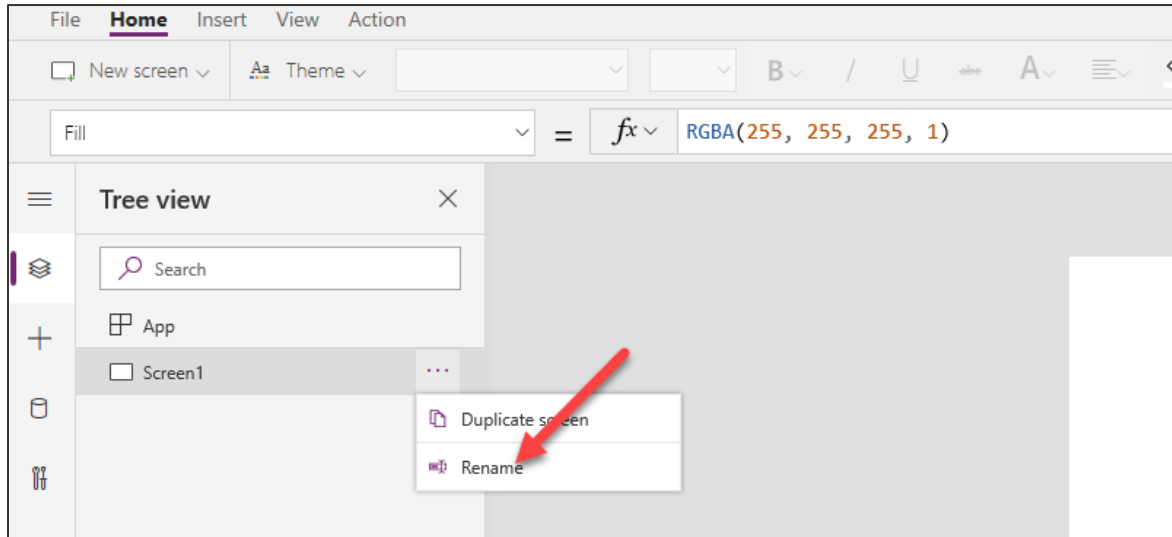 File Home Insert View Action
New screen Aa Theme B / U abc A
Fill = fx RGBA(255, 255, 255, 1)
Tree view
Search
App
Screen1 ...
Duplicate screen
Rename